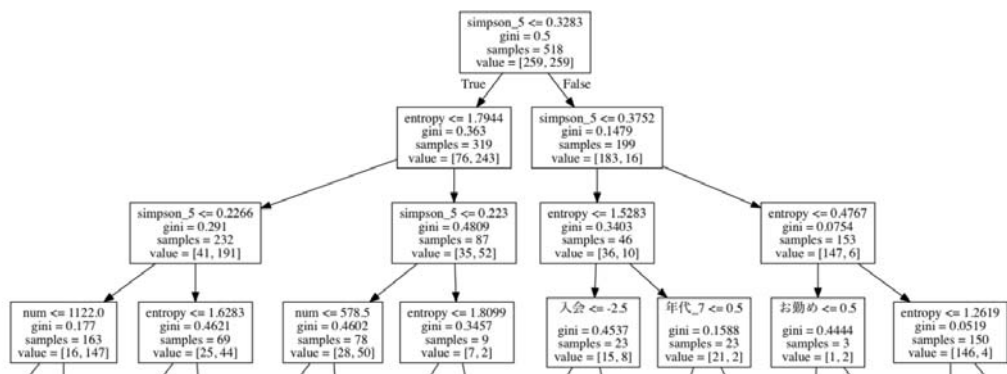 simpson_5 <= 0.3283
gini = 0.5
samples = 518
value = [259, 259]
True
False
entropy <= 1.7944
gini = 0.363
samples = 319
value = [76, 243]
simpson_5 <= 0.3752
gini = 0.1479
samples = 199
value = [183, 16]
simpson_5 <= 0.2266
gini = 0.291
samples = 232
value = [41, 191]
simpson_5 <= 0.223
gini = 0.4809
samples = 87
value = [35, 52]
entropy <= 1.5283
gini = 0.3403
samples = 46
value = [36, 10]
entropy <= 0.4767
gini = 0.0754
samples = 153
value = [147, 6]
num <= 1122.0
gini = 0.177
samples = 163
value = [16, 147]
entropy <= 1.6283
gini = 0.4621
samples = 69
value = [25, 44]
num <= 578.5
gini = 0.4602
samples = 78
value = [28, 50]
entropy <= 1.8099
gini = 0.3457
samples = 9
value = [7, 2]
入会 <= -2.5
gini = 0.4537
samples = 23
value = [15, 8]
年代_7 <= 0.5
gini = 0.1588
samples = 23
value = [21, 2]
お勤め <= 0.5
gini = 0.4444
samples = 3
value = [1, 2]
entropy <= 1.2619
gini = 0.0519
samples = 150
value = [146, 4]